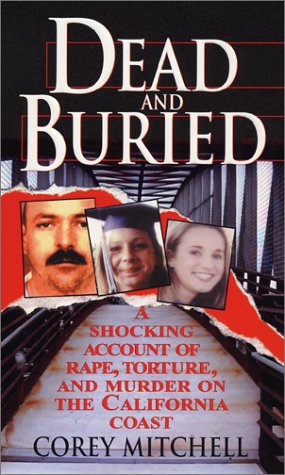 DEAD
AND
BURIED
A
SHOCKING
ACCOUNT OF
RAPE, TORTURE,
AND MURDER ON
THE CALIFORNIA
COAST
COREY MITCHELL